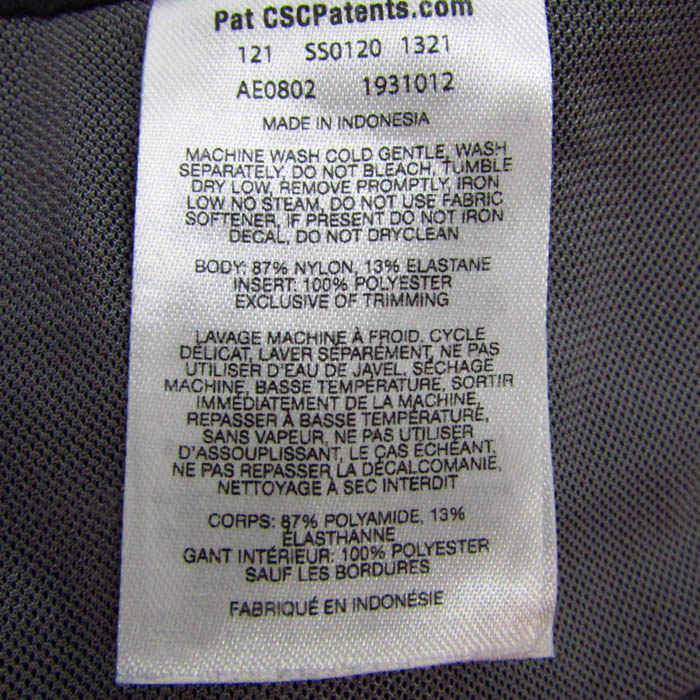 Pat CSCPatents.com
121 SS0120 1321
AE0802 1931012
MADE IN INDONESIA
MACHINE WASH COLD GENTLE, WASH
SEPARATELY, DO NOT BLEACH, TUMBLE
DRY LOW, REMOVE PROMPTLY, IRON
LOW NO STEAM, DO NOT USE FABRIC
SOFTENER, IF PRESENT DO NOT IRON
DECAL, DO NOT DRYCLEAN
BODY: 87% NYLON, 13% ELASTANE
INSERT: 100% POLYESTER
EXCLUSIVE OF TRIMMING
LAVAGE MACHINE À FROID, CYCLE
DÉLICAT, LAVER SÉPARÉMENT, NE PAS
UTILISER D'EAU DE JAVEL, SÉCHAGE
MACHINE, BASSE TEMPÉRATURE, SORTIR
IMMÉDIATEMENT DE LA MACHINE,
REPASSER À BASSE TEMPÉRATURE,
SANS VAPEUR, NE PAS UTILISER
D'ASSOUPLISSANT, LE CAS ÉCHÉANT,
NE PAS REPASSER LA DÉCALCOMANIE,
NETTOYAGE À SEC INTERDIT
CORPS: 87% POLYAMIDE, 13%
ÉLASTHANNE
GANT INTÉRIEUR: 100% POLYESTER
SAUF LES BORDURES
FABRIQUÉ EN INDONÉSIE